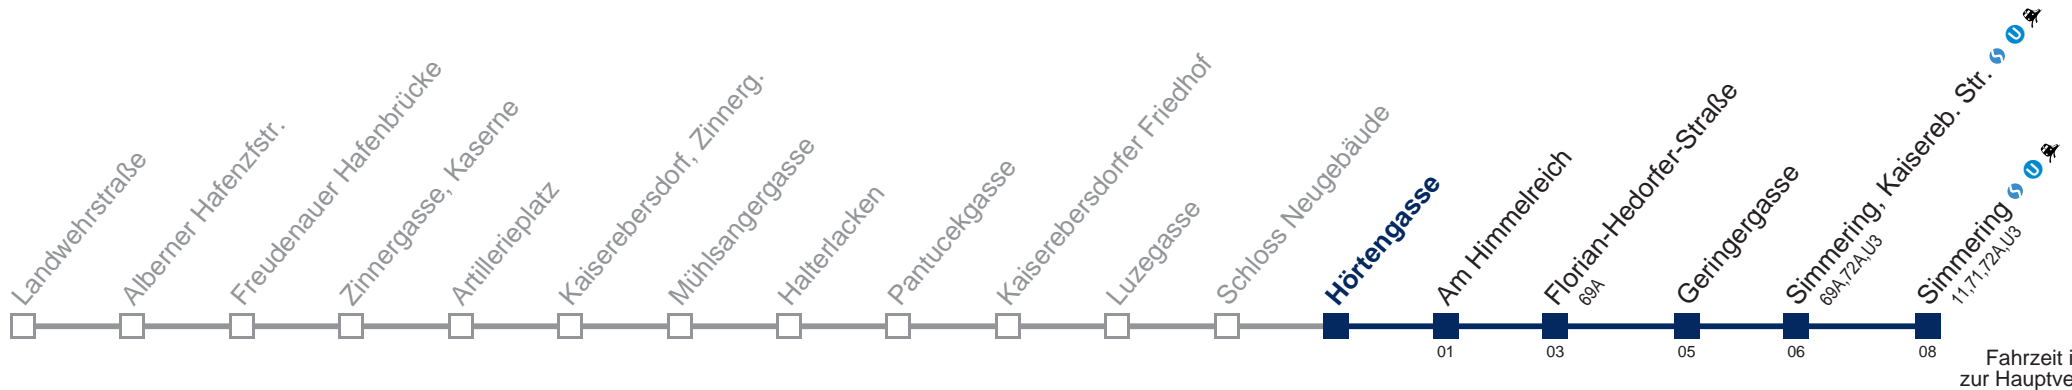 Landwehrstraße
Alberner Hafenzfstr.
Freudenauer Hafenbrücke
Zinnergasse, Kaserne
Artillerieplatz
Kaiserebersdorf, Zinnerg.
Mühlsangergasse
Halterlacken
Pantucekgasse
Kaiserebersdorfer Friedhof
Luzegasse
Schloss Neugebäude
Hörtengasse
Am Himmelreich
01
Florian-Hedorfer-Straße
69A
03
Geringergasse
05
Simmering, Kaisereb. Str. S U
69A,72A,U3
06
Simmering S U
11,71,72A,U3
08
Fahrzeit i
zur Hauptve